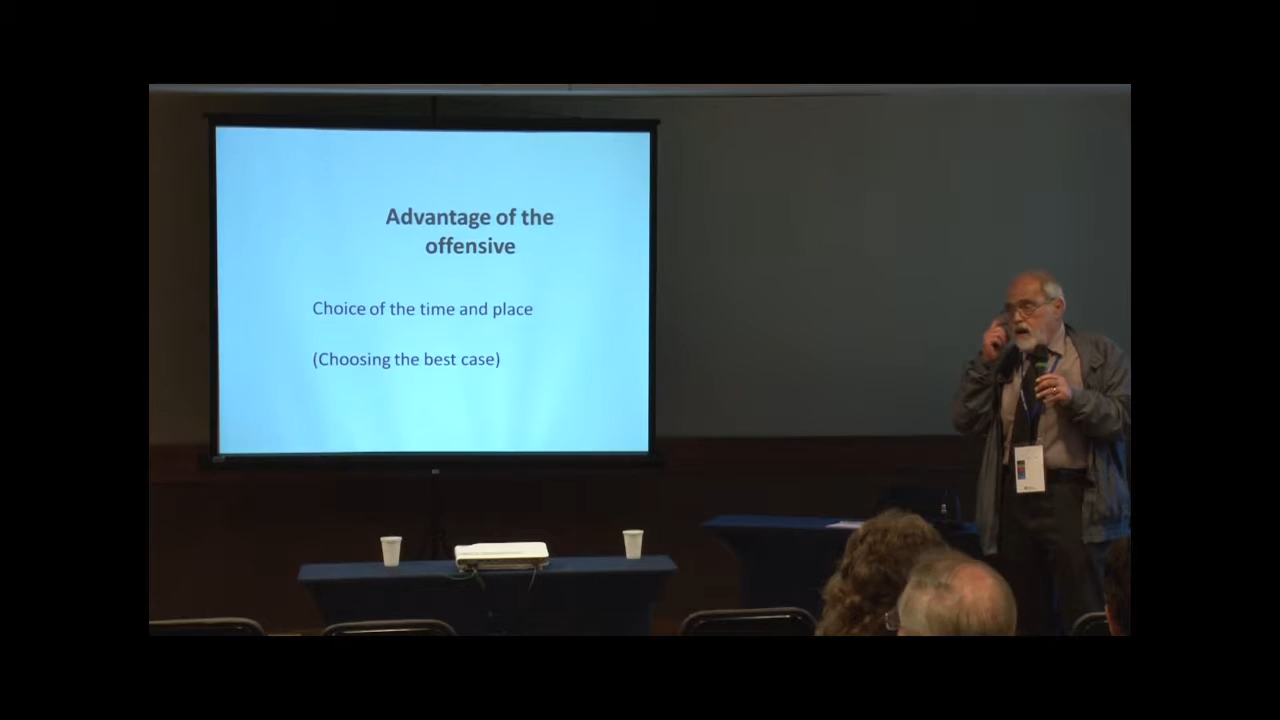 Advantage of the
offensive
Choice of the time and place
(Choosing the best case)